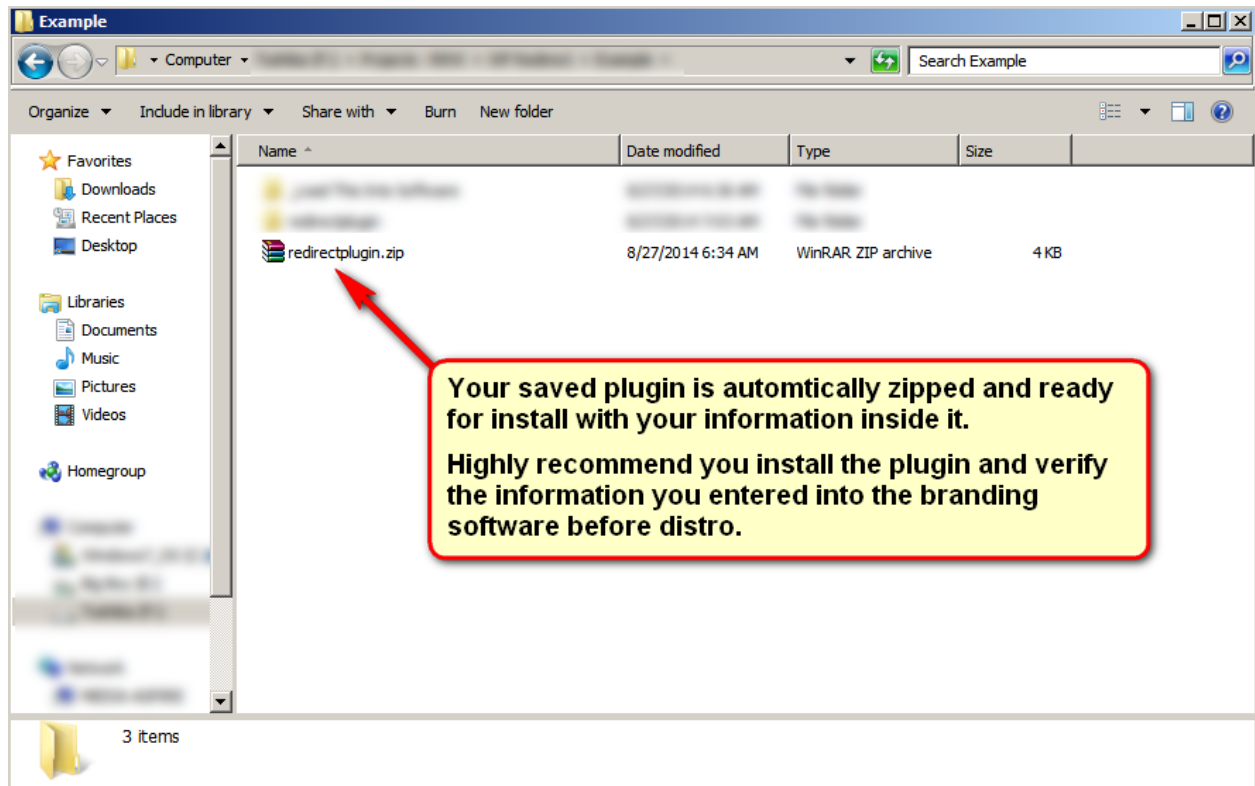 Example
Computer
Search Example
Organize Include in library Share with Burn New folder
Name Date modified Type Size
Favorites
Downloads
Recent Places
Desktop
redirectplugin.zip 8/27/2014 6:34 AM WinRAR ZIP archive 4 KB
Libraries
Documents
Music
Pictures
Videos
Homegroup
Your saved plugin is automtically zipped and ready
for install with your information inside it.
Highly recommend you install the plugin and verify
the information you entered into the branding
software before distro.
3 items